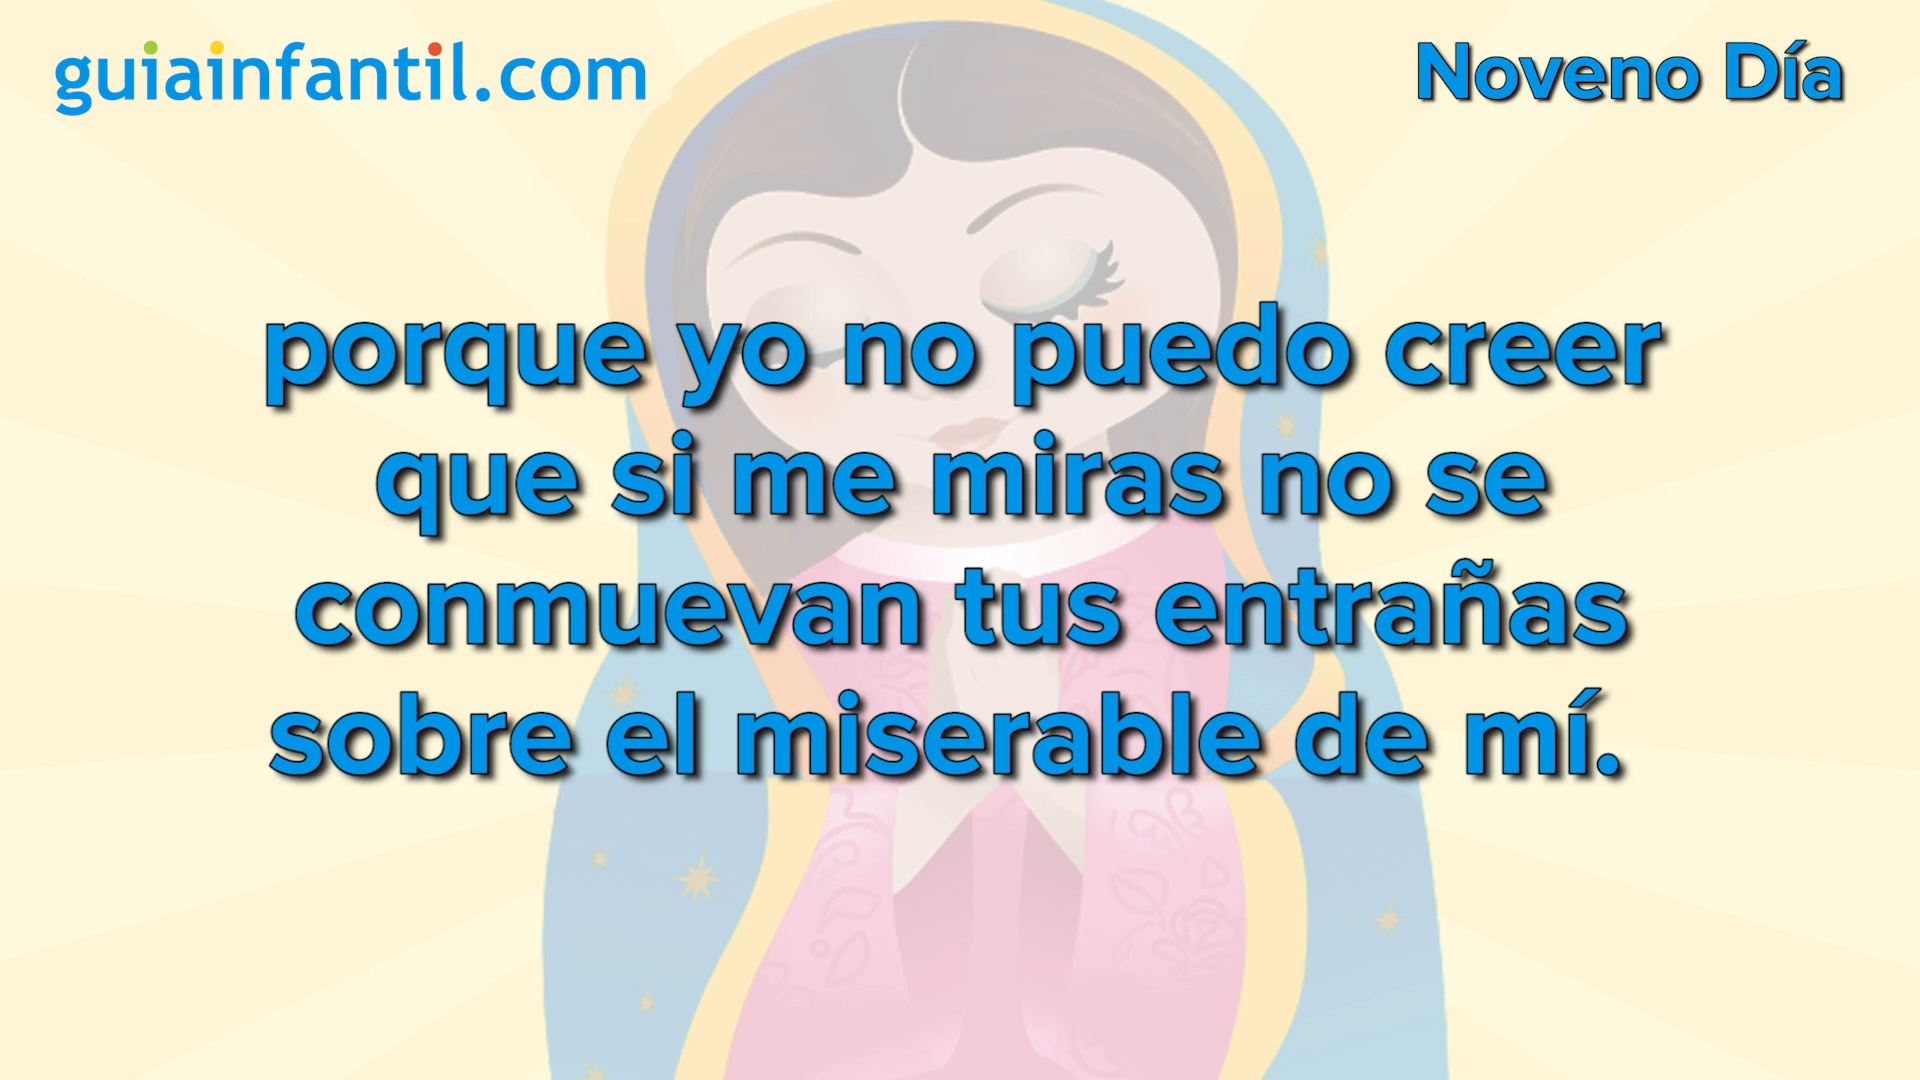 guiainfantil.com
Noveno Día
porque yo no puedo creer
que si me miras no se
conmuevan tus entrañas
sobre el miserable de mí.